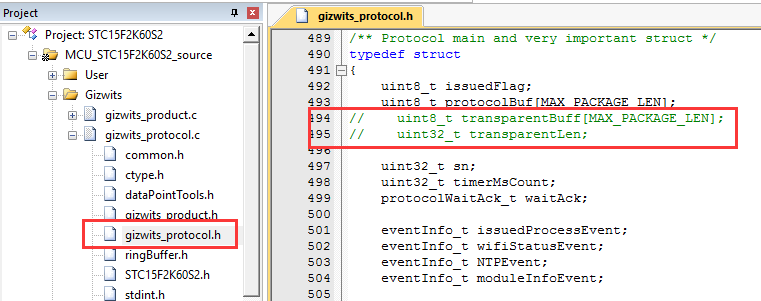 Project
Project: STC15F2K60S2
MCU_STC15F2K60S2_source
User
Gizwits
gizwits_product.c
gizwits_protocol.c
common.h
ctype.h
dataPointTools.h
gizwits_product.h
gizwits_protocol.h
ringBuffer.h
STC15F2K60S2.h
stdint.h
gizwits_protocol.h
489 /** Protocol main and very important struct */
490 typedef struct
491 {
492 uint8_t issuedFlag;
493 uint8_t protocolBuf[MAX_PACKAGE_LEN];
494 // uint8_t transparentBuff[MAX_PACKAGE_LEN];
495 // uint32_t transparentLen;
496
497 uint32_t sn;
498 uint32_t timerMsCount;
499 protocolWaitAck_t waitAck;
500
501 eventInfo_t issuedProcessEvent;
502 eventInfo_t wifiStatusEvent;
503 eventInfo_t NTPEvent;
504 eventInfo_t moduleInfoEvent;
505